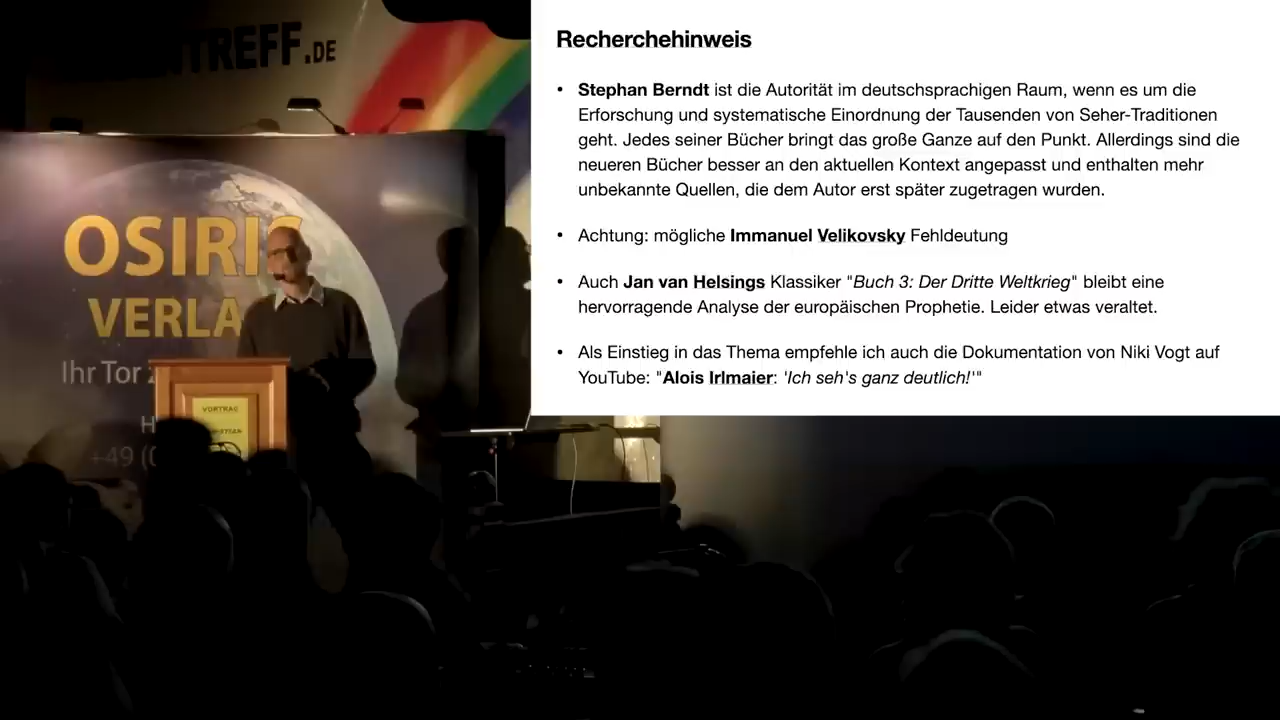 TREFF.DE
OSIRIS
VERLA
Ihr Tor z
H
+49 (0
VORTRAG
Recherchehinweis
• Stephan Berndt ist die Autorität im deutschsprachigen Raum, wenn es um die
Erforschung und systematische Einordnung der Tausenden von Seher-Traditionen
geht. Jedes seiner Bücher bringt das große Ganze auf den Punkt. Allerdings sind die
neueren Bücher besser an den aktuellen Kontext angepasst und enthalten mehr
unbekannte Quellen, die dem Autor erst später zugetragen wurden.
• Achtung: mögliche Immanuel Velikovsky Fehldeutung
• Auch Jan van Helsings Klassiker "Buch 3: Der Dritte Weltkrieg" bleibt eine
hervorragende Analyse der europäischen Prophetie. Leider etwas veraltet.
• Als Einstieg in das Thema empfehle ich auch die Dokumentation von Niki Vogt auf
YouTube: "Alois Irlmaier: 'Ich seh's ganz deutlich!'"